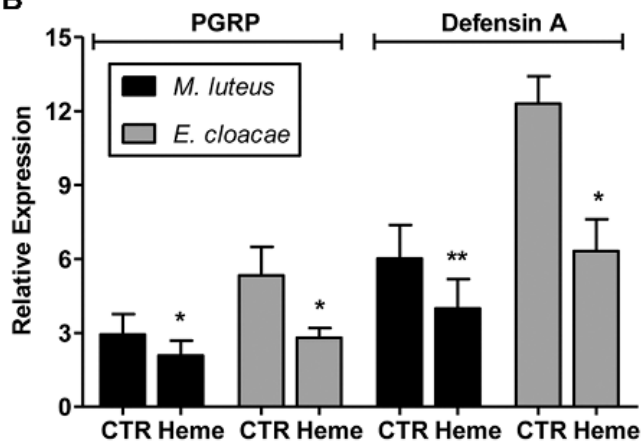 B
PGRP Defensin A
15
12
9
6
3
0
Relative Expression
M. luteus
E. cloacae
* * ** *
CTR Heme CTR Heme CTR Heme CTR Heme